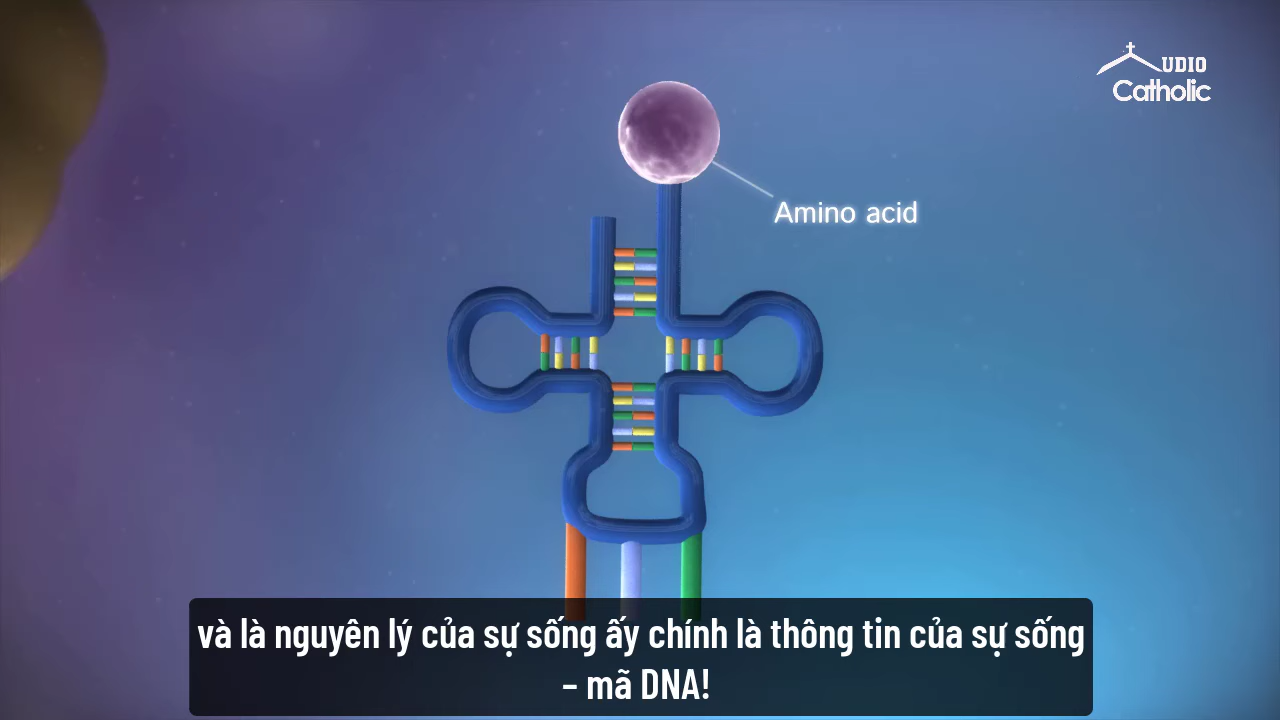 UDIO
Catholic
Amino acid
và là nguyên lý của sự sống ấy chính là thông tin của sự sống
– mã DNA!